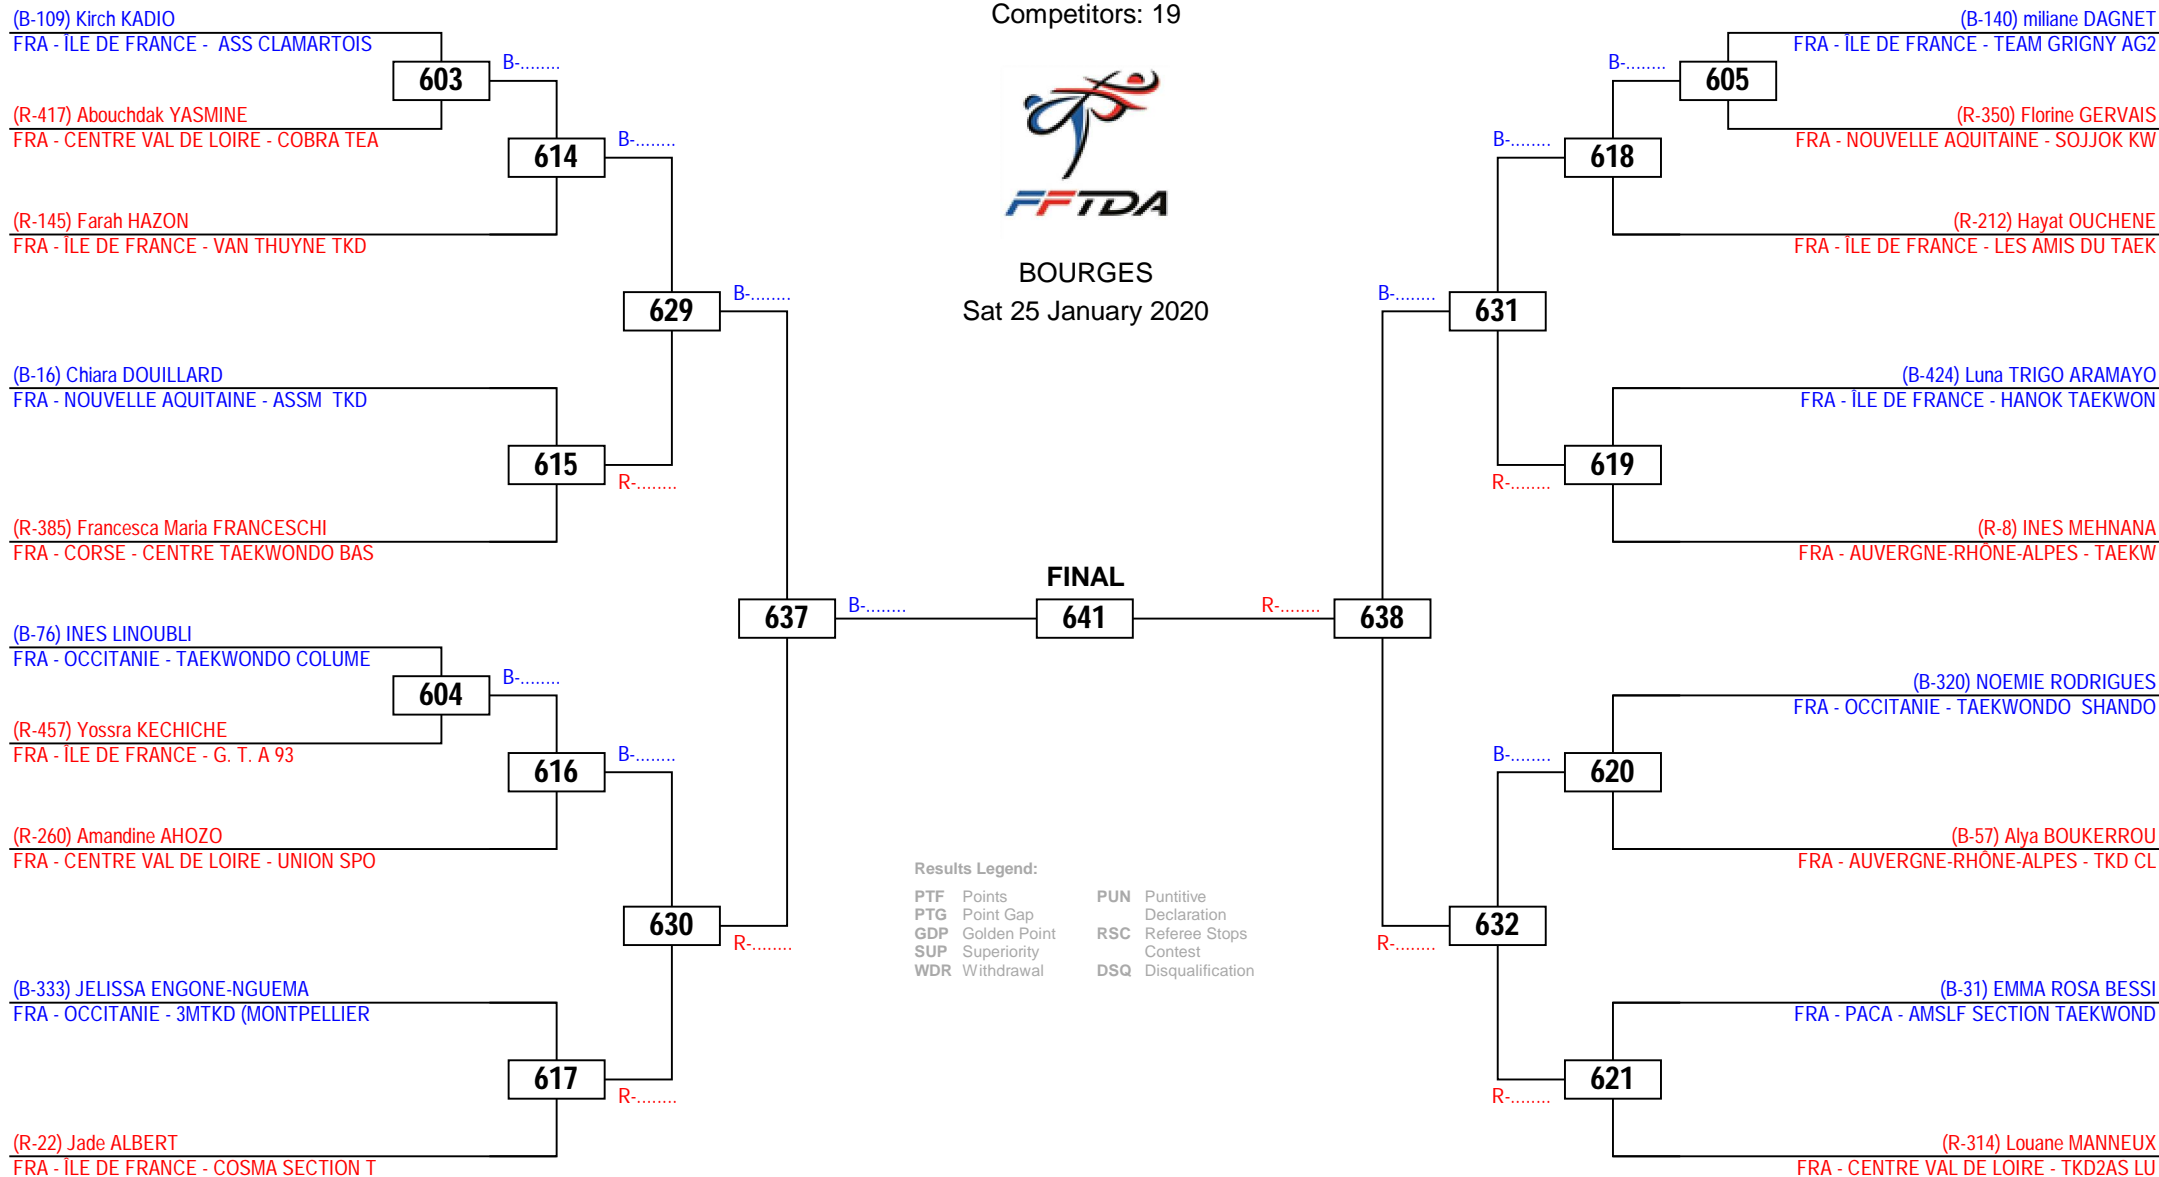 (B-109) Kirch KADIO
FRA - ÎLE DE FRANCE - ASS CLAMARTOIS
603
B-........
(R-417) Abouchdak YASMINE
FRA - CENTRE VAL DE LOIRE - COBRA TEA
614
B-........
(R-145) Farah HAZON
FRA - ÎLE DE FRANCE - VAN THUYNE TKD
629
B-........
(B-16) Chiara DOUILLARD
FRA - NOUVELLE AQUITAINE - ASSM TKD
615
R-........
(R-385) Francesca Maria FRANCESCHI
FRA - CORSE - CENTRE TAEKWONDO BAS
637
B-........
(B-76) INES LINOUBLI
FRA - OCCITANIE - TAEKWONDO COLUME
604
B-........
(R-457) Yossra KECHICHE
FRA - ÎLE DE FRANCE - G. T. A 93
616
B-........
(R-260) Amandine AHOZO
FRA - CENTRE VAL DE LOIRE - UNION SPO
630
R-........
(B-333) JELISSA ENGONE-NGUEMA
FRA - OCCITANIE - 3MTKD (MONTPELLIER
617
R-........
(R-22) Jade ALBERT
FRA - ÎLE DE FRANCE - COSMA SECTION T
Competitors: 19
FFTDA
BOURGES
Sat 25 January 2020
FINAL
641
Results Legend:
PTF Points
PTG Point Gap
GDP Golden Point
SUP Superiority
WDR Withdrawal
PUN Puntitive
Declaration
RSC Referee Stops
Contest
DSQ Disqualification
(B-140) miliane DAGNET
FRA - ÎLE DE FRANCE - TEAM GRIGNY AG2
B-........
605
(R-350) Florine GERVAIS
FRA - NOUVELLE AQUITAINE - SOJJOK KW
B-........
618
(R-212) Hayat OUCHENE
FRA - ÎLE DE FRANCE - LES AMIS DU TAEK
B-........
631
(B-424) Luna TRIGO ARAMAYO
FRA - ÎLE DE FRANCE - HANOK TAEKWON
619
R-........
(R-8) INES MEHNANA
FRA - AUVERGNE-RHÔNE-ALPES - TAEKW
R-........
638
(B-320) NOEMIE RODRIGUES
FRA - OCCITANIE - TAEKWONDO SHANDO
B-........
620
(B-57) Alya BOUKERROU
FRA - AUVERGNE-RHÔNE-ALPES - TKD CL
632
R-........
(B-31) EMMA ROSA BESSI
FRA - PACA - AMSLF SECTION TAEKWOND
621
R-........
(R-314) Louane MANNEUX
FRA - CENTRE VAL DE LOIRE - TKD2AS LU